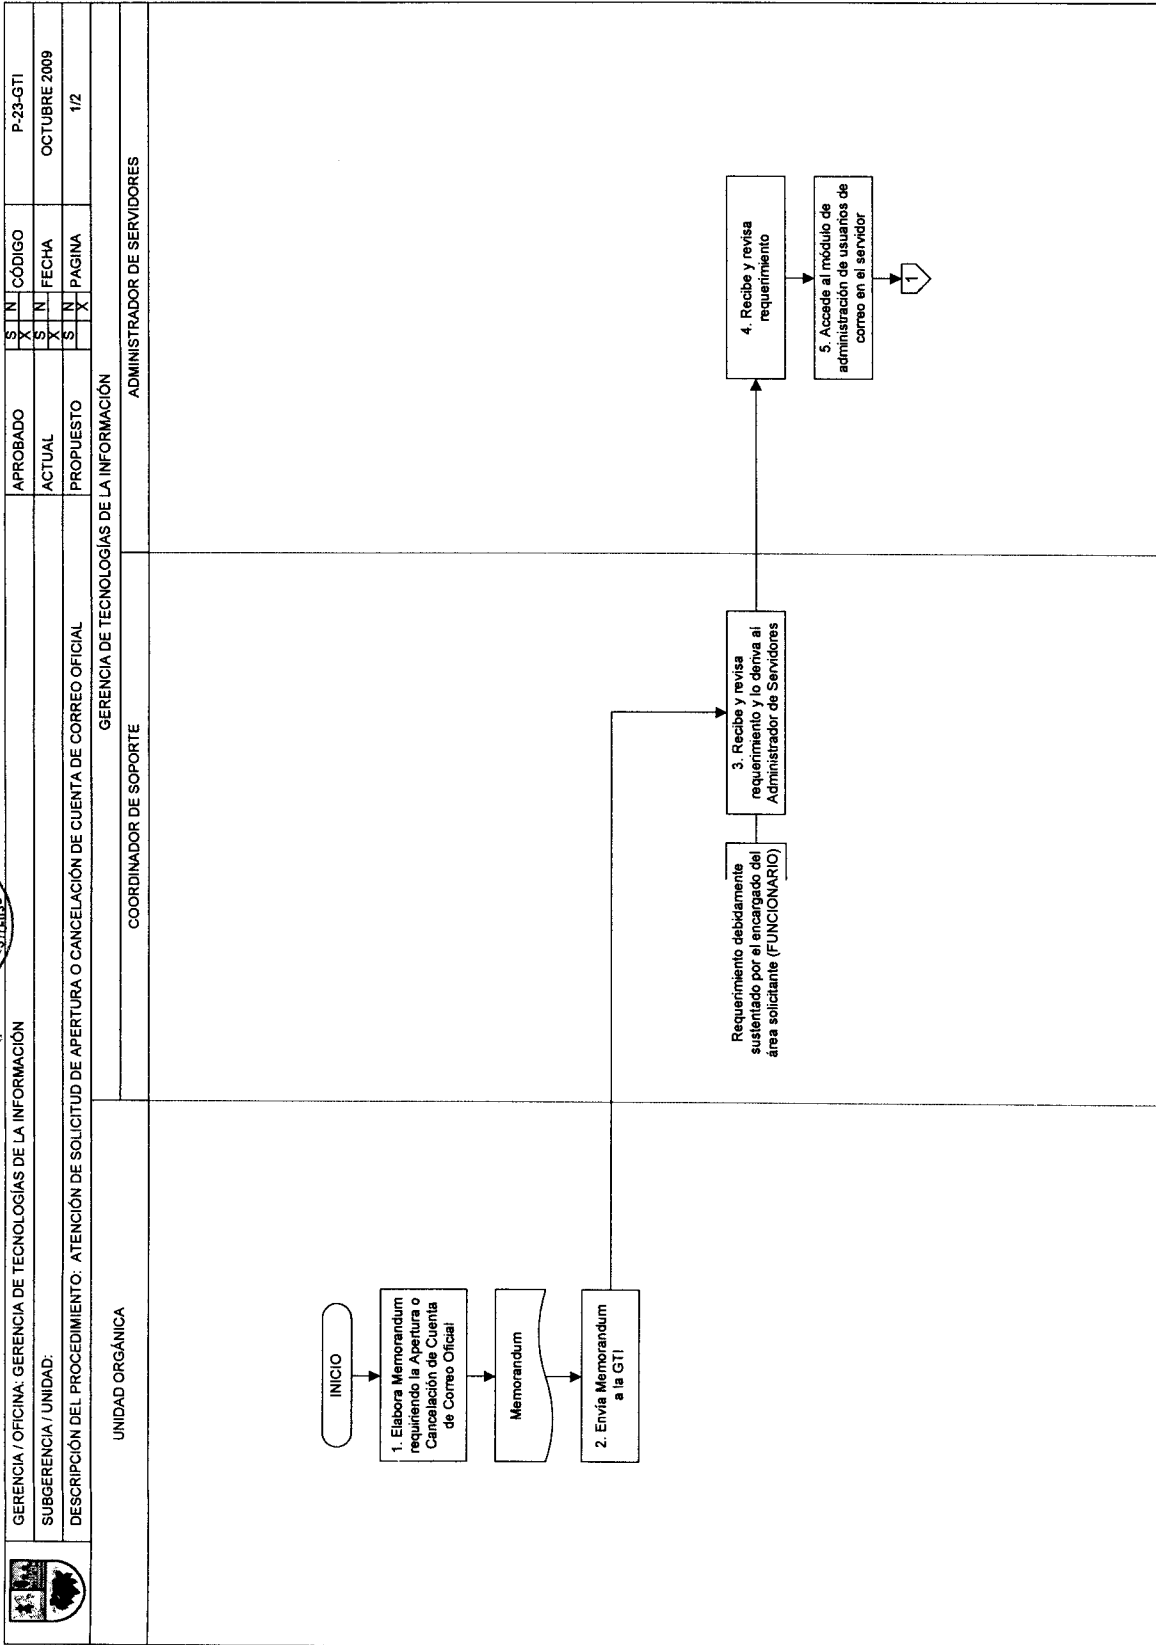 GERENCIA / OFICINA: GERENCIA DE TECNOLOGÍAS DE LA INFORMACIÓN
APROBADO
S N
X
CÓDIGO
P-23-GTI
SUBGERENCIA / UNIDAD:
ACTUAL
S N
X
FECHA
OCTUBRE 2009
DESCRIPCIÓN DEL PROCEDIMIENTO: ATENCIÓN DE SOLICITUD DE APERTURA O CANCELACIÓN DE CUENTA DE CORREO OFICIAL
PROPUESTO
S N
X
PAGINA
1/2
UNIDAD ORGÁNICA
GERENCIA DE TECNOLOGÍAS DE LA INFORMACIÓN
COORDINADOR DE SOPORTE
ADMINISTRADOR DE SERVIDORES
INICIO
1. Elabora Memorandum
requiriendo la Apertura o
Cancelación de Cuenta
de Correo Oficial
Memorandum
2. Envía Memorandum
a la GTI
Requerimiento debidamente
sustentado por el encargado del
área solicitante (FUNCIONARIO)
3. Recibe y revisa
requerimiento y lo deriva al
Administrador de Servidores
4. Recibe y revisa
requerimiento
5. Accede al módulo de
administración de usuarios de
correo en el servidor
1